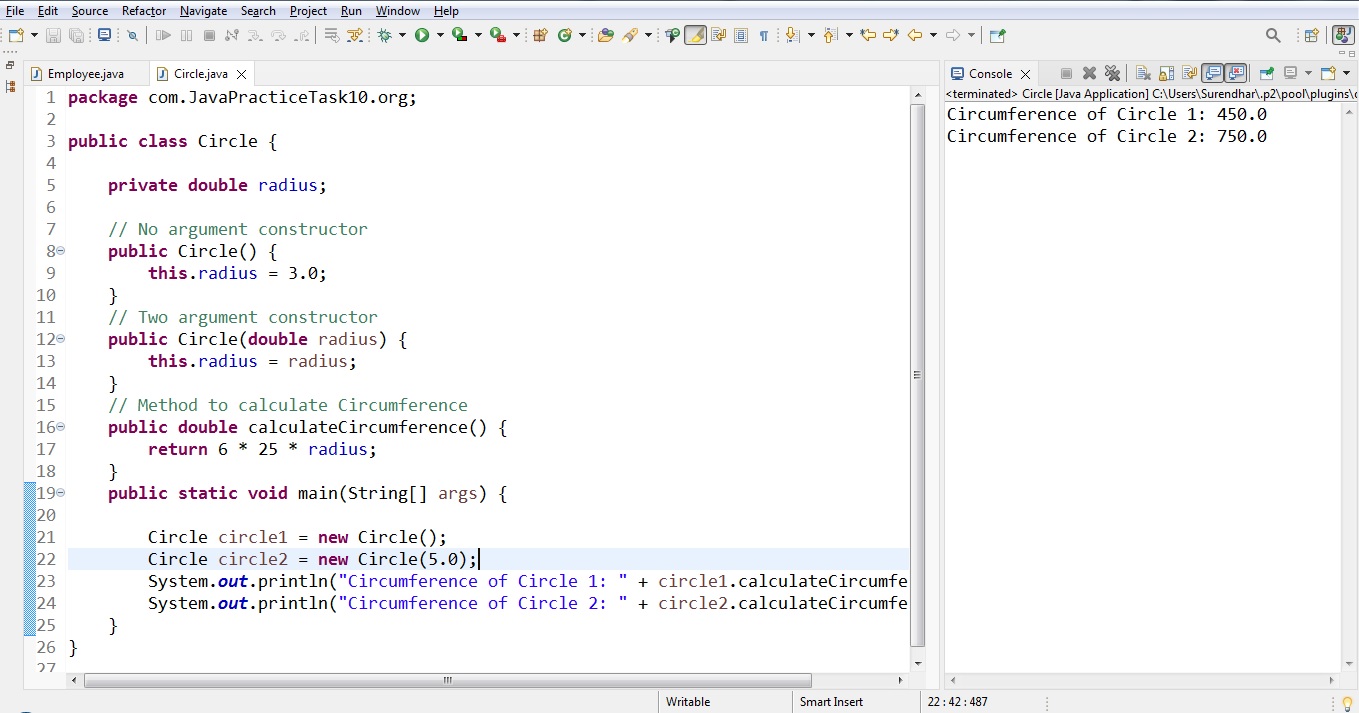 File Edit Source Refactor Navigate Search Project Run Window Help
Employee.java Circle.java
1 package com.JavaPracticeTask10.org;
2
3 public class Circle {
4
5 private double radius;
6
7 // No argument constructor
8 public Circle() {
9 this.radius = 3.0;
10 }
11 // Two argument constructor
12 public Circle(double radius) {
13 this.radius = radius;
14 }
15 // Method to calculate Circumference
16 public double calculateCircumference() {
17 return 6 * 25 * radius;
18 }
19 public static void main(String[] args) {
20
21 Circle circle1 = new Circle();
22 Circle circle2 = new Circle(5.0);
23 System.out.println("Circumference of Circle 1: " + circle1.calculateCircumfe
24 System.out.println("Circumference of Circle 2: " + circle2.calculateCircumfe
25 }
26 }
27
Console
<terminated> Circle [Java Application] C:\Users\Surendhar\.p2\pool\plugins\
Circumference of Circle 1: 450.0
Circumference of Circle 2: 750.0
Writable Smart Insert 22 : 42 : 487